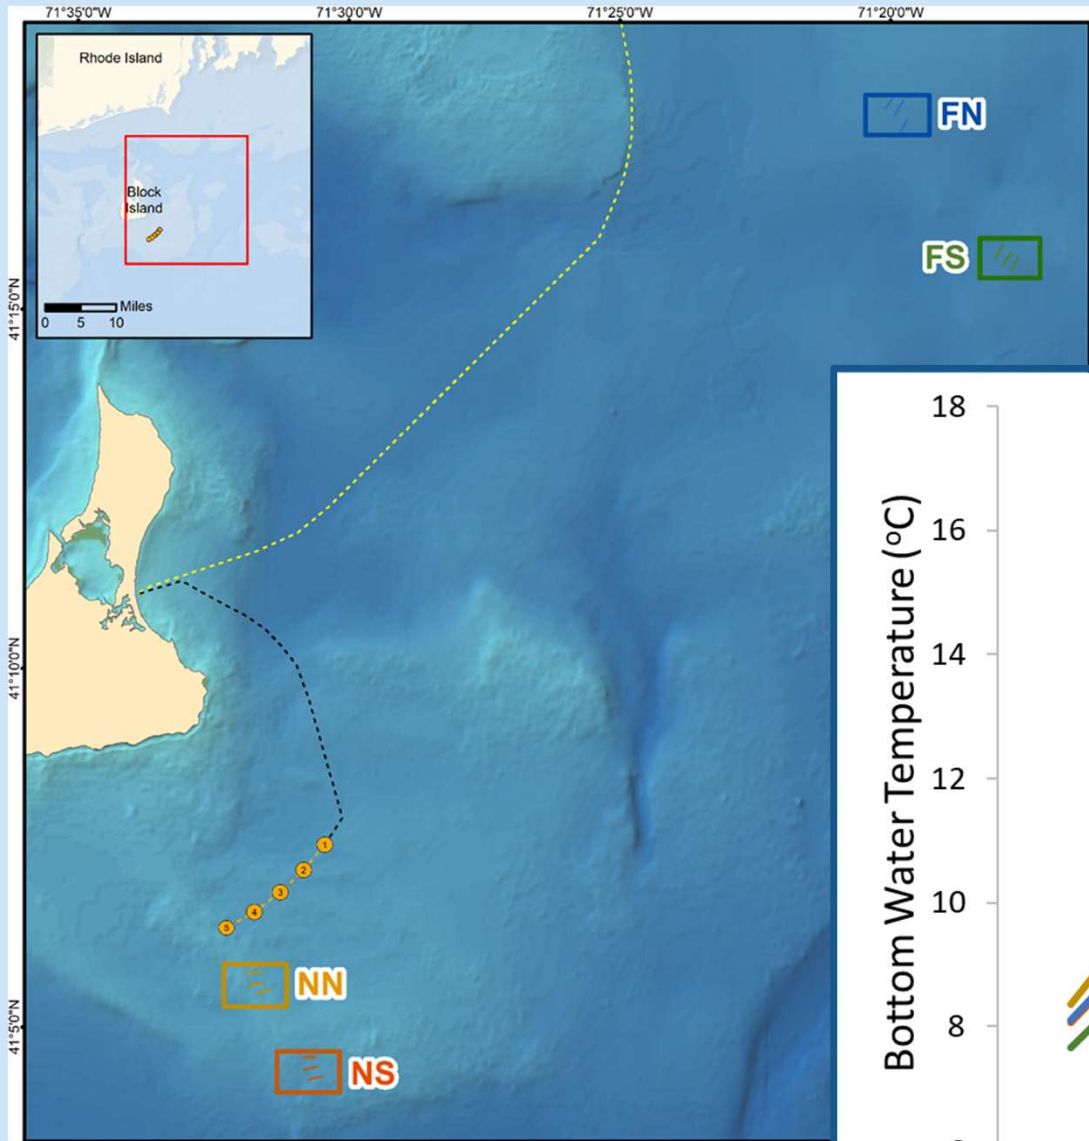 71°35'0"W
71°30'0"W
71°25'0"W
71°20'0"W
Rhode Island
Block
Island
Miles
0 5 10
FN
FS
41°15'0"N
41°10'0"N
41°5'0"N
1
2
3
4
5
NN
NS
18
16
14
12
10
8
Bottom Water Temperature (°C)